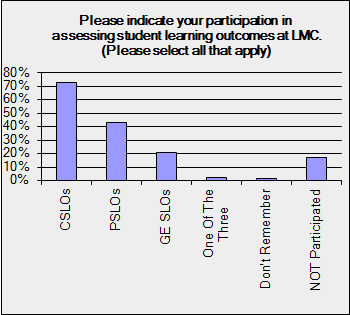 Please indicate your participation in
assessing student learning outcomes at LMC.
(Please select all that apply)
80%
70%
60%
50%
40%
30%
20%
10%
0%
CSLOs
PSLOs
GE SLOs
One Of The
Three
Don't Remember
NOT Participated